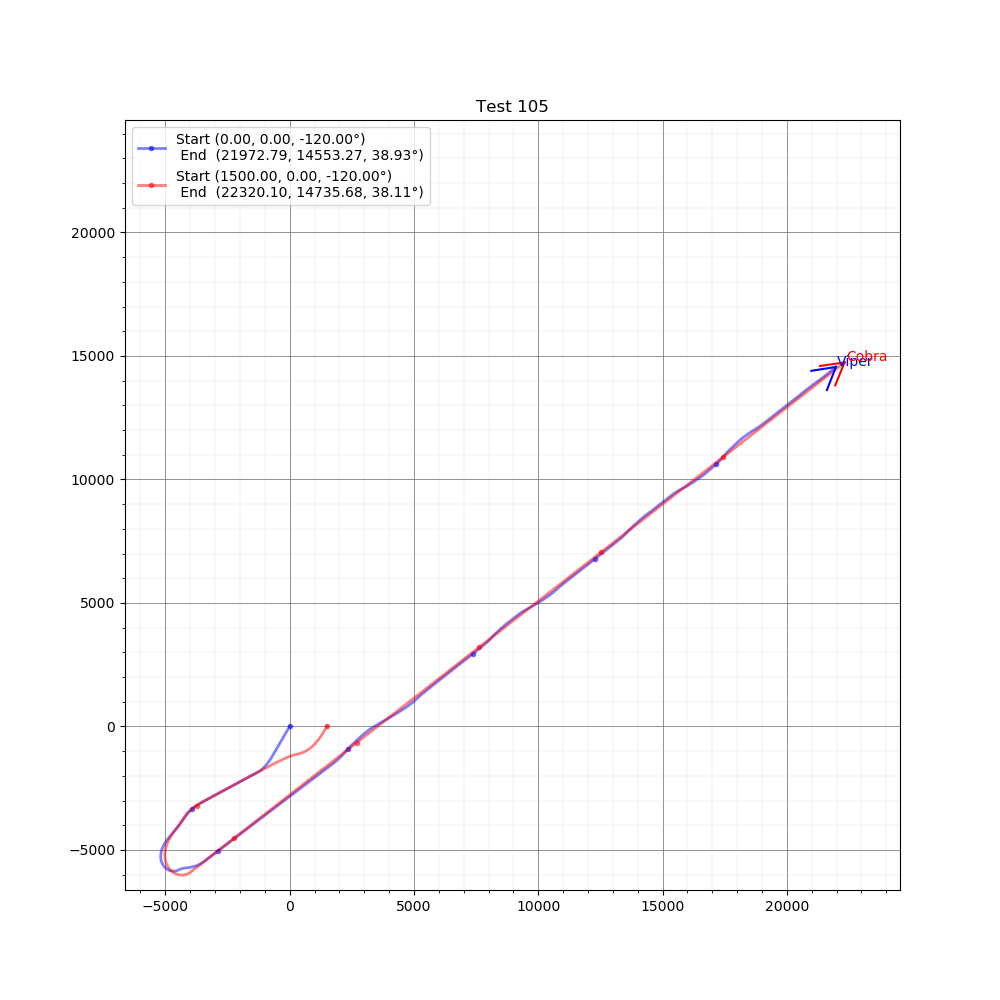 Test 105
Start (0.00, 0.00, -120.00°)
End (21972.79, 14553.27, 38.93°)
Start (1500.00, 0.00, -120.00°)
End (22320.10, 14735.68, 38.11°)
20000
15000
Cobra
Viper
10000
5000
0
−5000
−5000 0 5000 10000 15000 20000